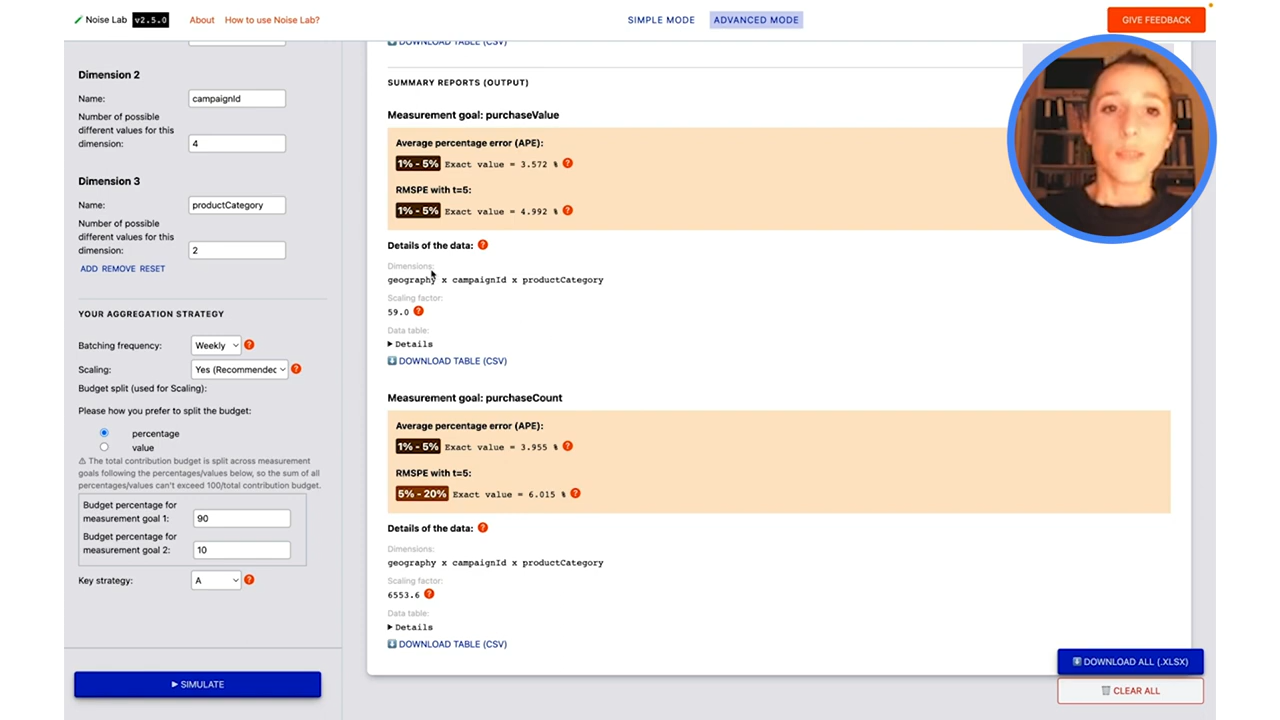 Noise Lab v2.5.0 About How to use Noise Lab? SIMPLE MODE ADVANCED MODE GIVE FEEDBACK
Dimension 2
Name: campaignId
Number of possible
different values for this
dimension: 4
Dimension 3
Name: productCategory
Number of possible
different values for this
dimension: 2
ADD REMOVE RESET
YOUR AGGREGATION STRATEGY
Batching frequency: Weekly ?
Scaling: Yes (Recommended ?
Budget split (used for Scaling):
Please how you prefer to split the budget:
percentage
value
⚠ The total contribution budget is split across measurement
goals following the percentages/values below, so the sum of all
percentages/values can't exceed 100/total contribution budget.
Budget percentage for
measurement goal 1: 90
Budget percentage for
measurement goal 2: 10
Key strategy: A ?
▶ SIMULATE
DOWNLOAD TABLE (CSV)
SUMMARY REPORTS (OUTPUT)
Measurement goal: purchaseValue
Average percentage error (APE):
1% - 5% Exact value = 3.572 % ?
RMSPE with t=5:
1% - 5% Exact value = 4.992 % ?
Details of the data: ?
Dimensions:
geography x campaignId x productCategory
Scaling factor:
59.0 ?
Data table:
▶ Details
DOWNLOAD TABLE (CSV)
Measurement goal: purchaseCount
Average percentage error (APE):
1% - 5% Exact value = 3.955 % ?
RMSPE with t=5:
5% - 20% Exact value = 6.015 % ?
Details of the data: ?
Dimensions:
geography x campaignId x productCategory
Scaling factor:
6553.6 ?
Data table:
▶ Details
DOWNLOAD TABLE (CSV)
DOWNLOAD ALL (.XLSX)
CLEAR ALL